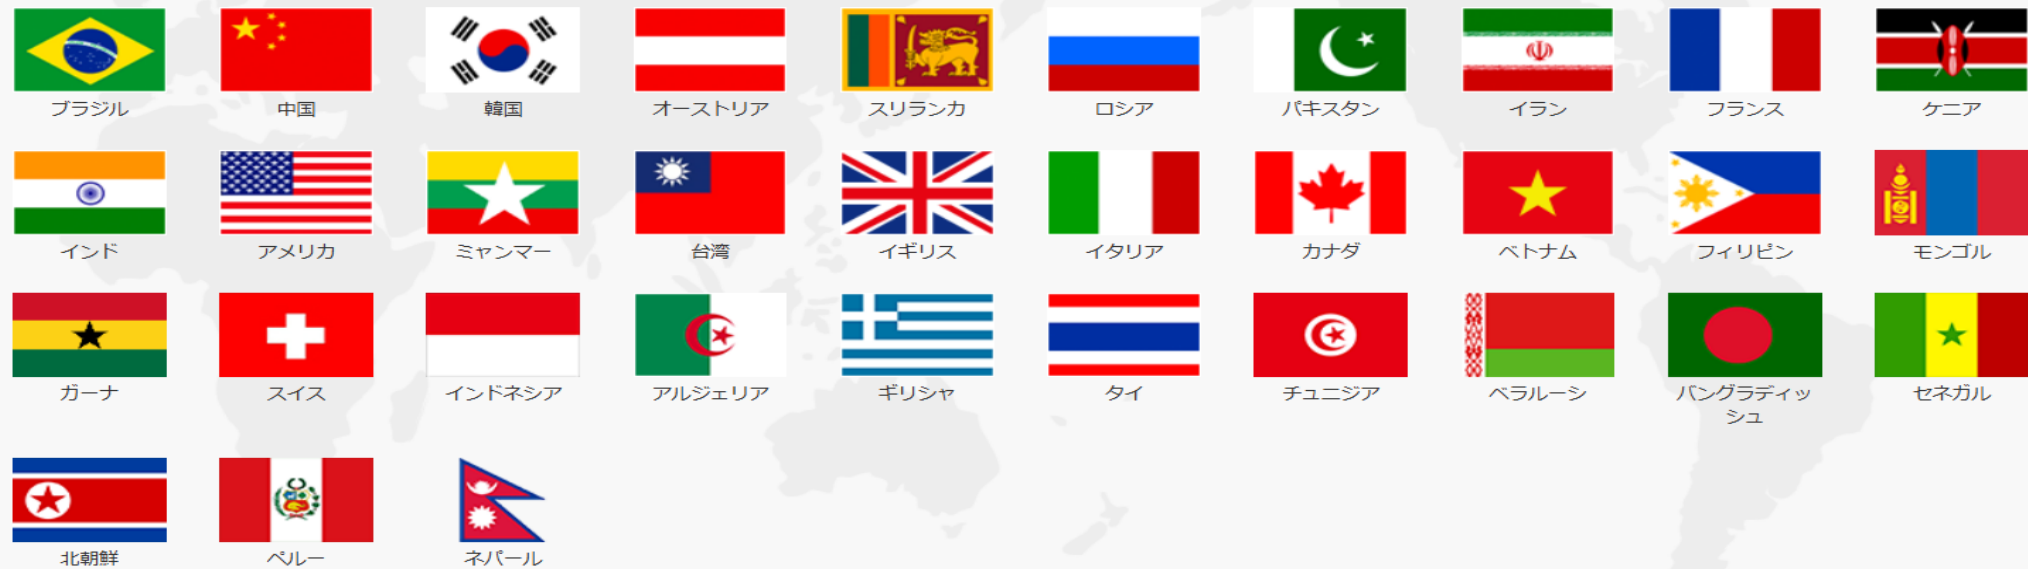 ブラジル
中国
韓国
オーストリア
スリランカ
ロシア
パキスタン
イラン
フランス
ケニア
インド
アメリカ
ミャンマー
台湾
イギリス
イタリア
カナダ
ベトナム
フィリピン
モンゴル
ガーナ
スイス
インドネシア
アルジェリア
ギリシャ
タイ
チュニジア
ベラルーシ
バングラディッ
シュ
セネガル
北朝鮮
ペルー
ネパール